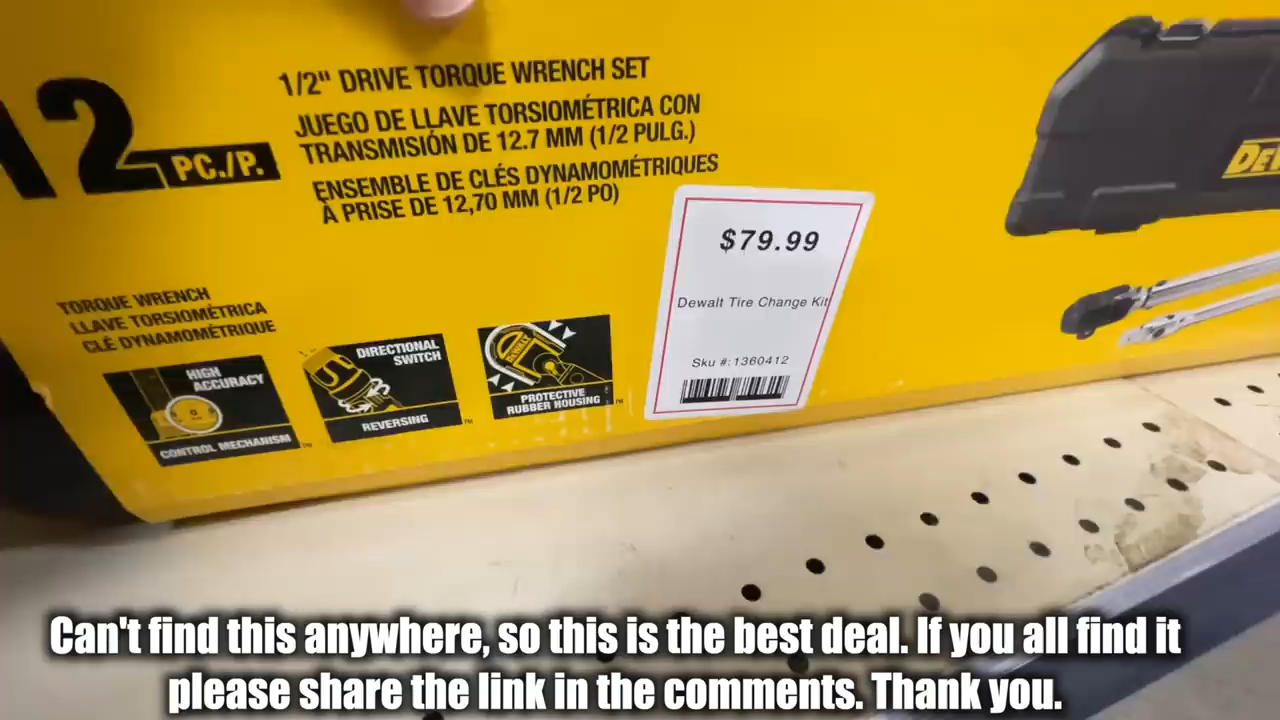 12 PC./P.
1/2" DRIVE TORQUE WRENCH SET
JUEGO DE LLAVE TORSIOMÉTRICA CON
TRANSMISIÓN DE 12.7 MM (1/2 PULG.)
ENSEMBLE DE CLÉS DYNAMOMÉTRIQUES
À PRISE DE 12,70 MM (1/2 PO)
TORQUE WRENCH
LLAVE TORSIOMÉTRICA
CLÉ DYNAMOMÉTRIQUE
HIGH
ACCURACY
CONTROL MECHANISM™
DIRECTIONAL
SWITCH
REVERSING™
DEWALT
PROTECTIVE
RUBBER HOUSING™
$79.99
Dewalt Tire Change Kit
Sku #:1360412
Can't find this anywhere, so this is the best deal. If you all find it
please share the link in the comments. Thank you.